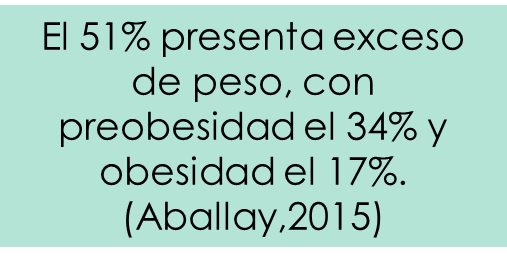 El 51% presenta exceso
de peso, con
preobesidad el 34% y
obesidad el 17%.
(Aballay,2015)